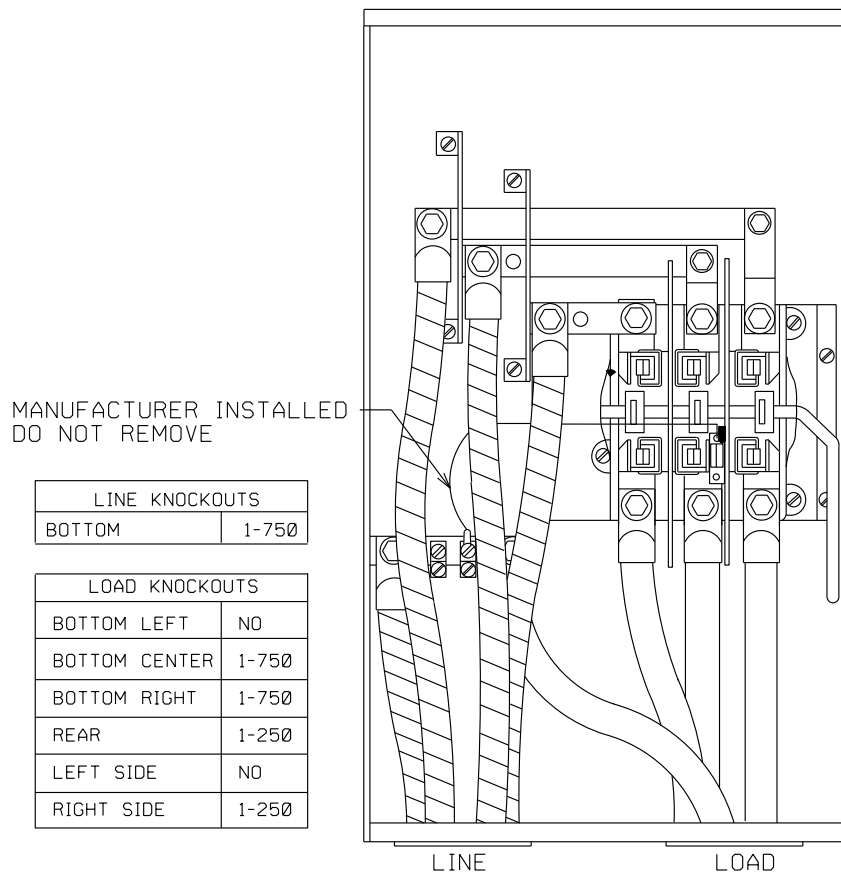 MANUFACTURER INSTALLED
DO NOT REMOVE
LINE KNOCKOUTS
BOTTOM 1-750
LOAD KNOCKOUTS
BOTTOM LEFT NO
BOTTOM CENTER 1-750
BOTTOM RIGHT 1-750
REAR 1-250
LEFT SIDE NO
RIGHT SIDE 1-250
LINE LOAD